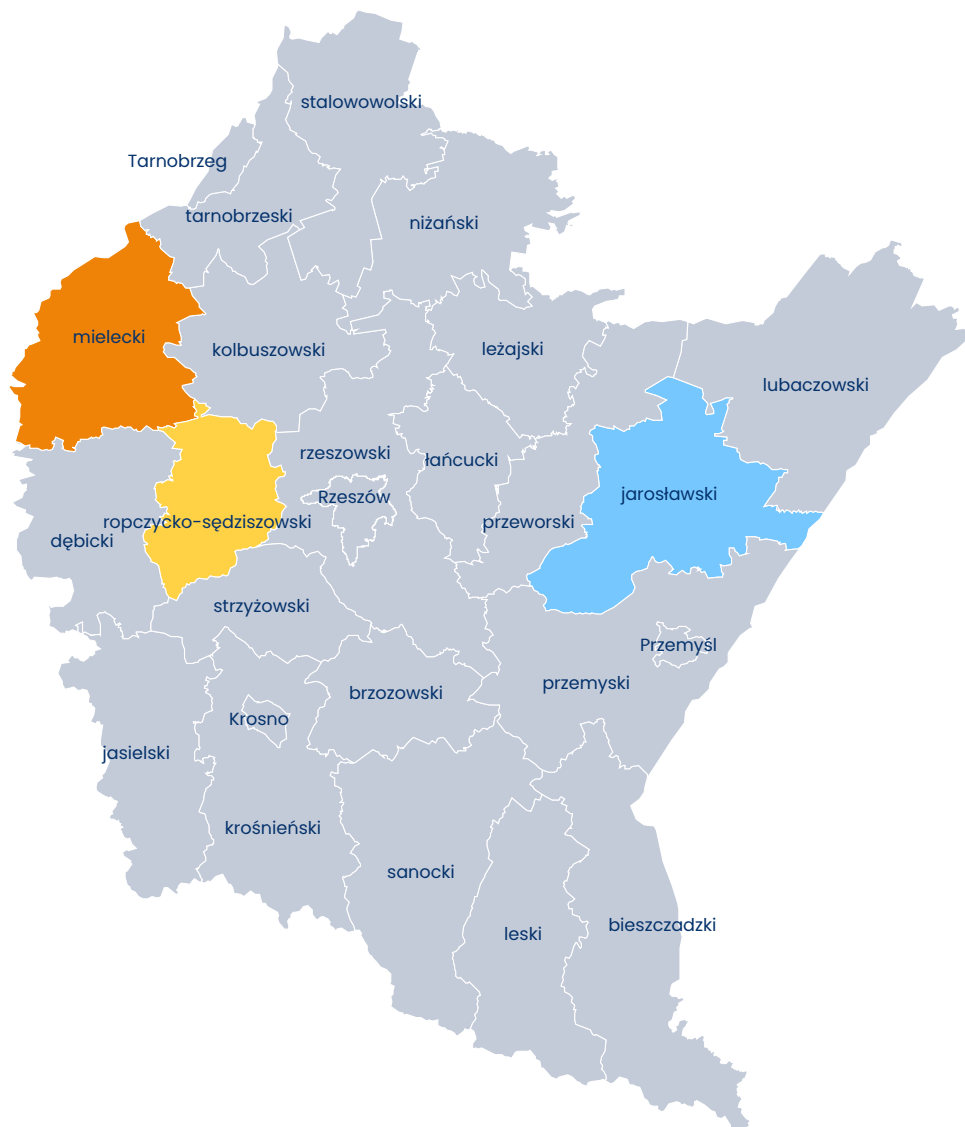 stalowowolski
Tarnobrzeg
tarnobrzeski
niżański
mielecki
kolbuszowski
leżajski
lubaczowski
rzeszowski
łańcucki
Rzeszów
jarosławski
ropczycko-sędziszowski
przeworski
dębicki
strzyżowski
Przemyśl
przemyski
brzozowski
Krosno
jasielski
krośnieński
sanocki
bieszczadzki
leski